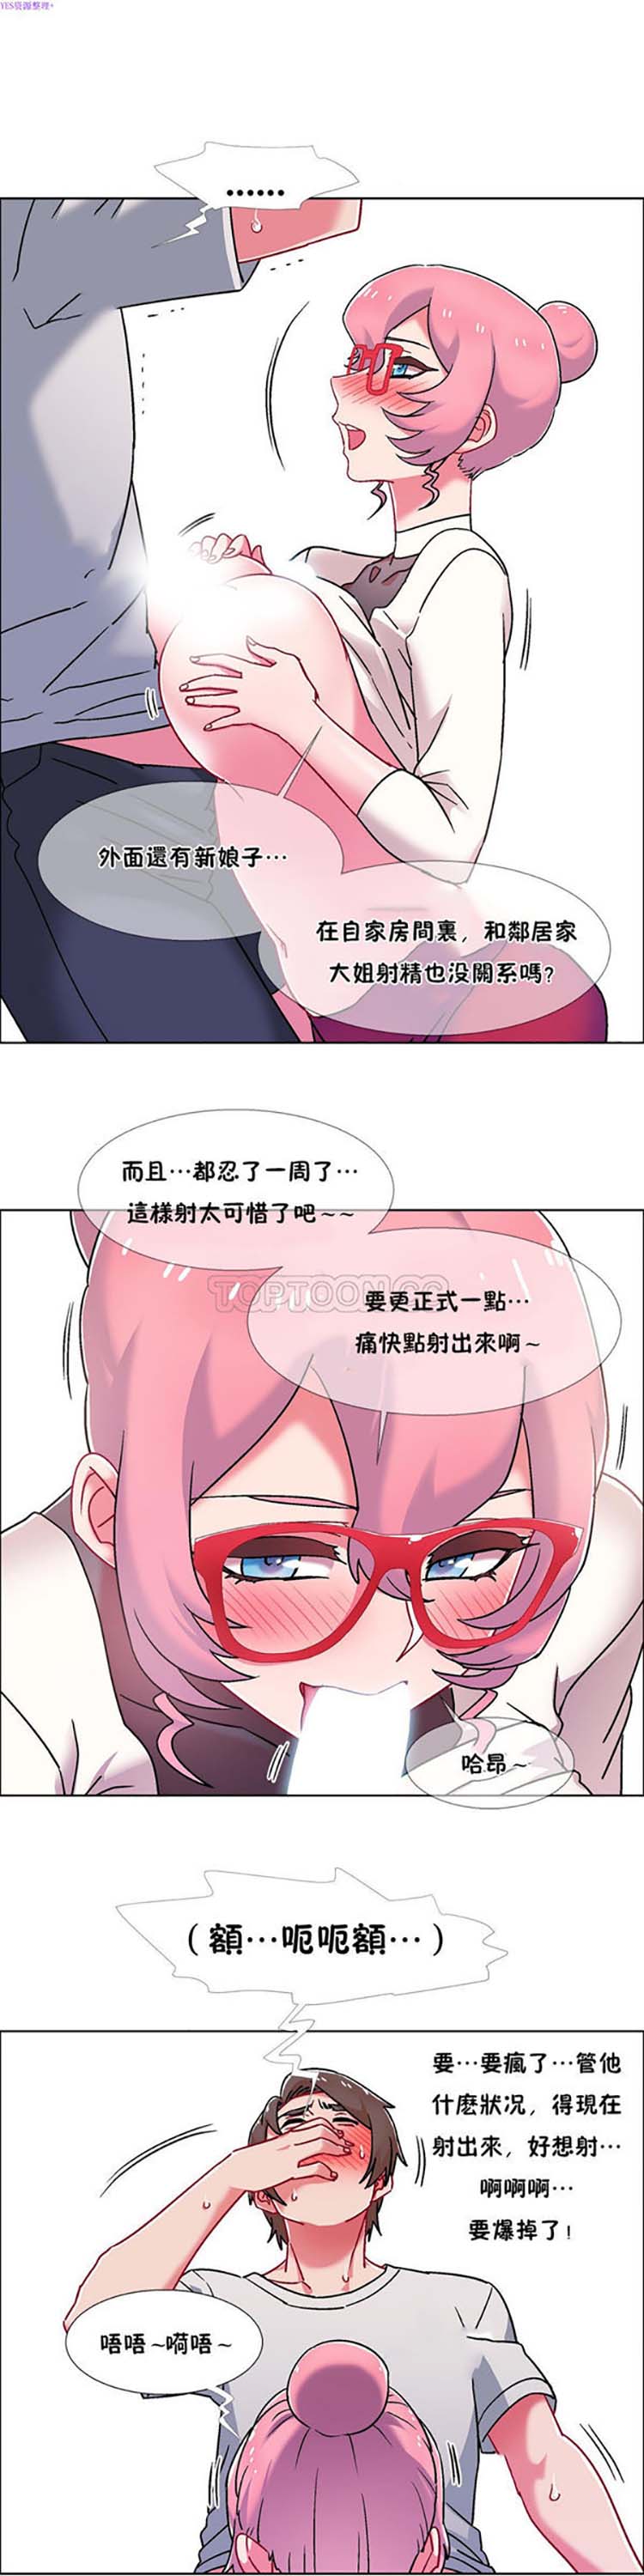 YES資源整理+
......
外面還有新娘子…
在自家房間裏，和鄰居家
大姐射精也没關系嗎?
而且…都忍了一周了…
這樣射太可惜了吧~~
TOPTOON.CC
要更正式一點…
痛快點射出來啊~
哈昂~
(額…呃呃額…)
要…要瘋了…管他
什麽狀况，得現在
射出來，好想射…
啊啊啊…
要爆掉了!
唔唔~嗬唔~